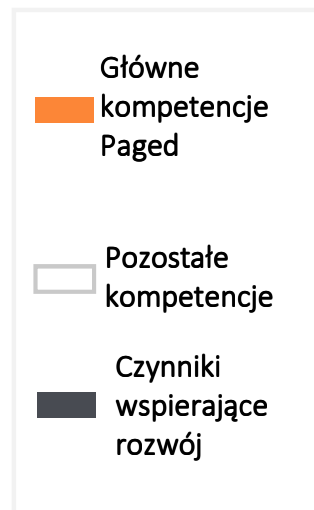 Główne
kompetencje
Paged
Pozostałe
kompetencje
Czynniki
wspierające
rozwój